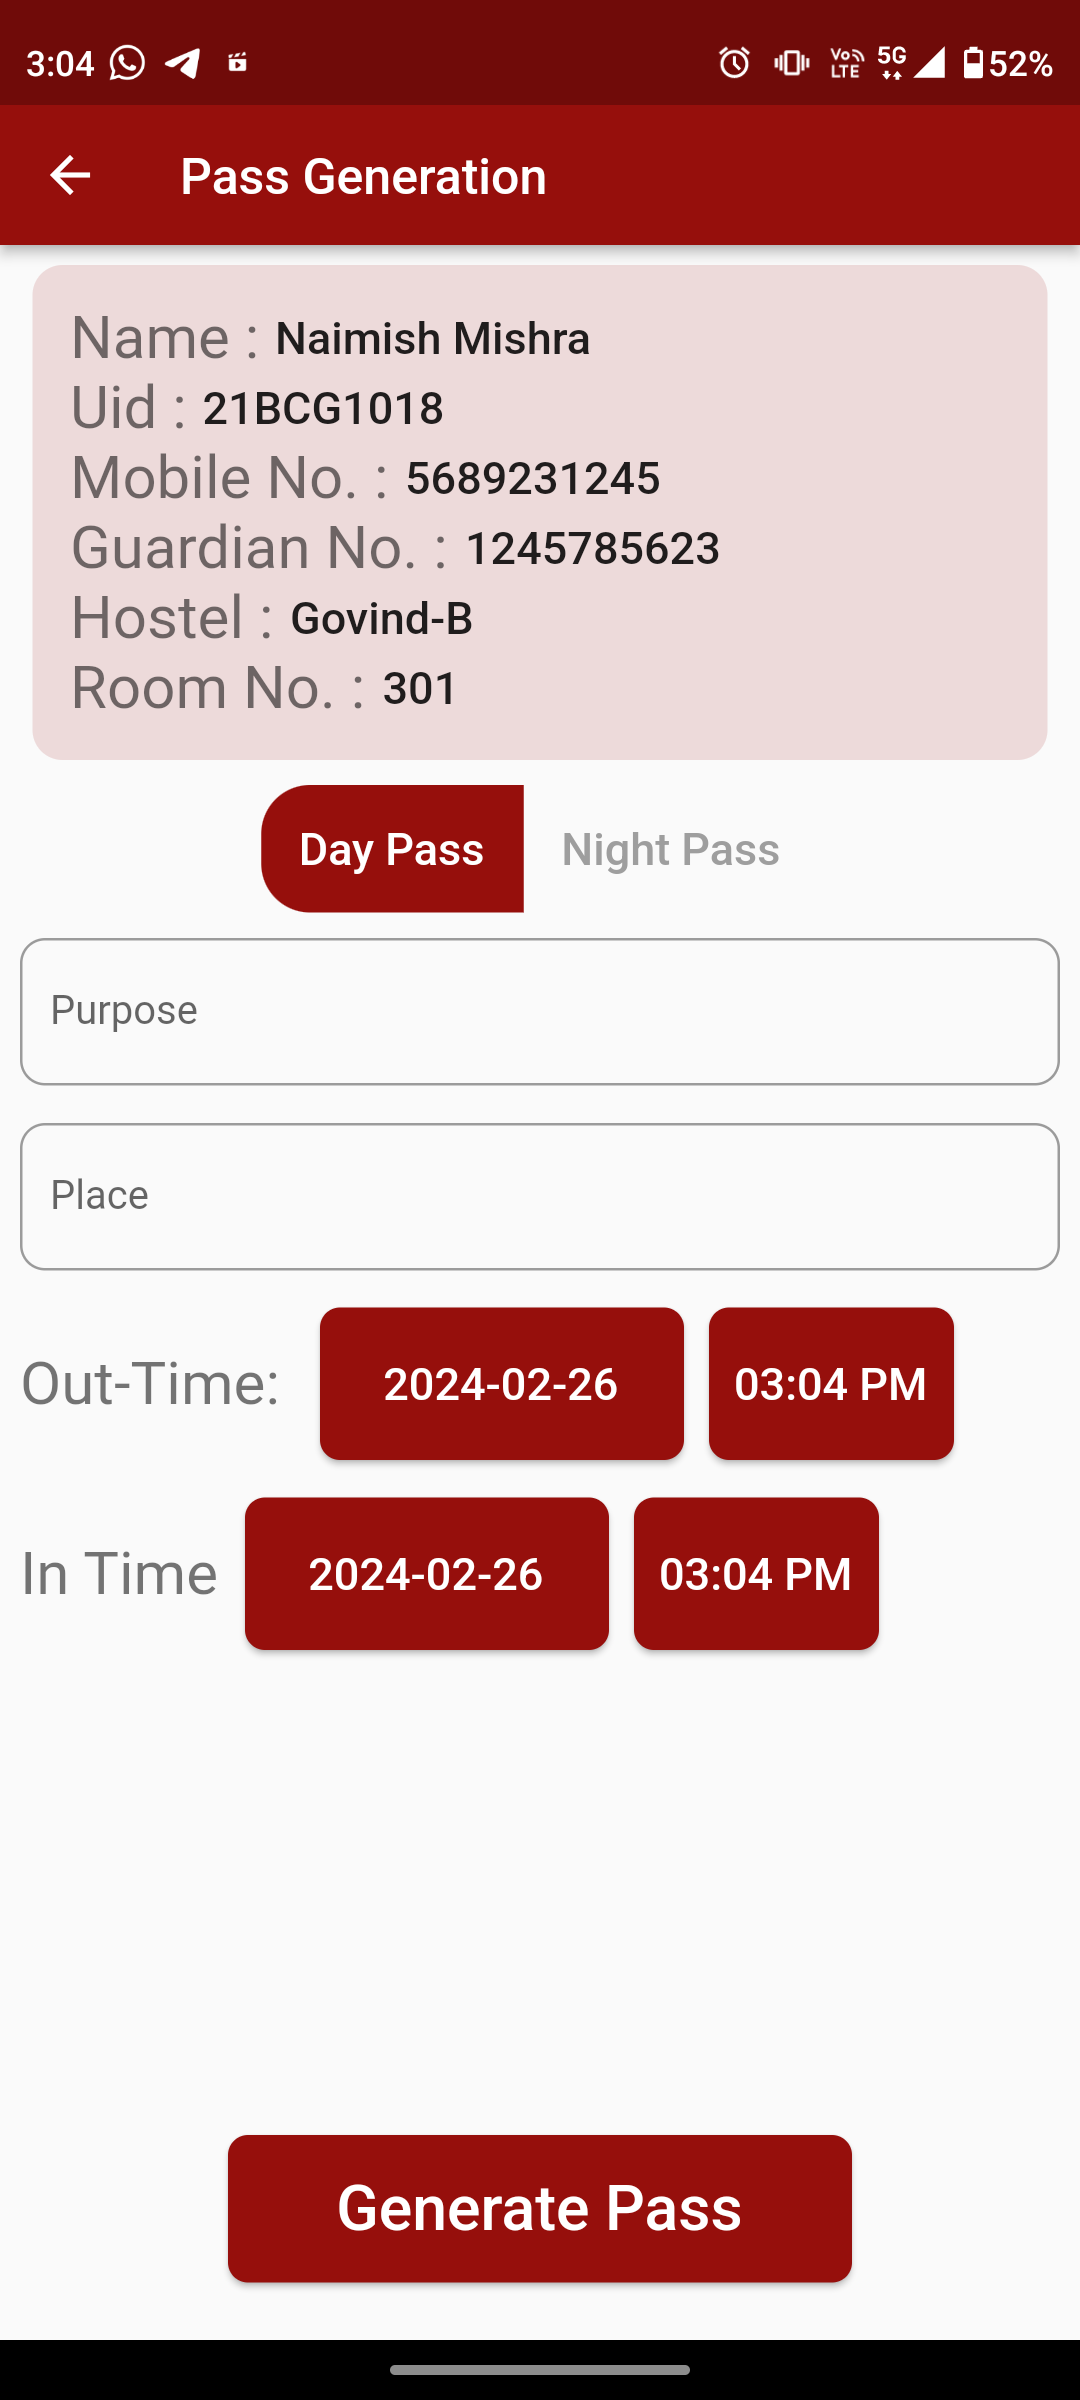 3:04 Vo LTE 5G 52%
Pass Generation
Name : Naimish Mishra
Uid : 21BCG1018
Mobile No. : 5689231245
Guardian No. : 1245785623
Hostel : Govind-B
Room No. : 301
Day Pass Night Pass
Purpose
Place
Out-Time: 2024-02-26 03:04 PM
In Time 2024-02-26 03:04 PM
Generate Pass